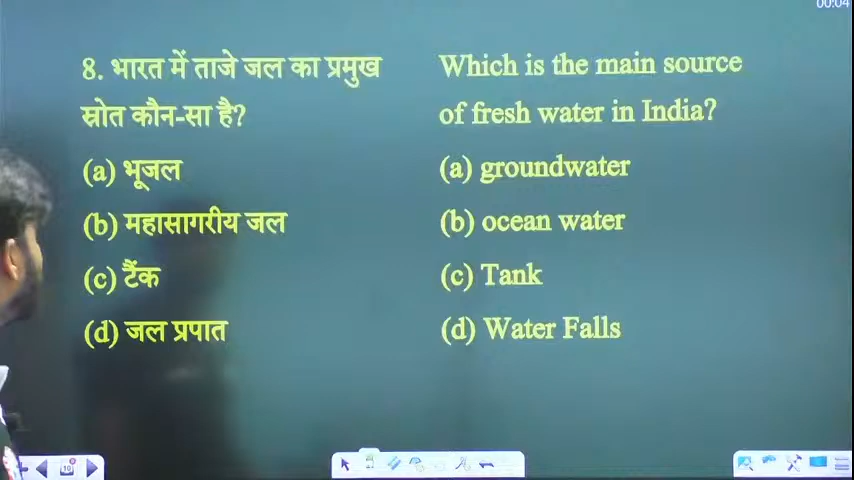 00:04
8. भारत में ताजे जल का प्रमुख
स्रोत कौन-सा है?
(a) भूजल
(b) महासागरीय जल
(c) टैंक
(d) जल प्रपात
Which is the main source
of fresh water in India?
(a) groundwater
(b) ocean water
(c) Tank
(d) Water Falls
19